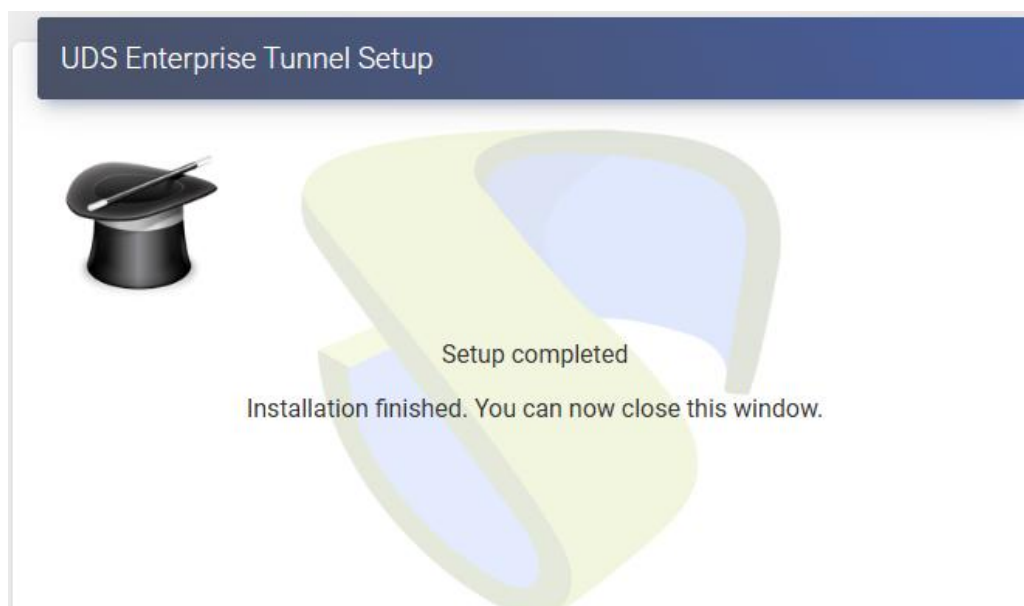 UDS Enterprise Tunnel Setup
Setup completed
Installation finished. You can now close this window.